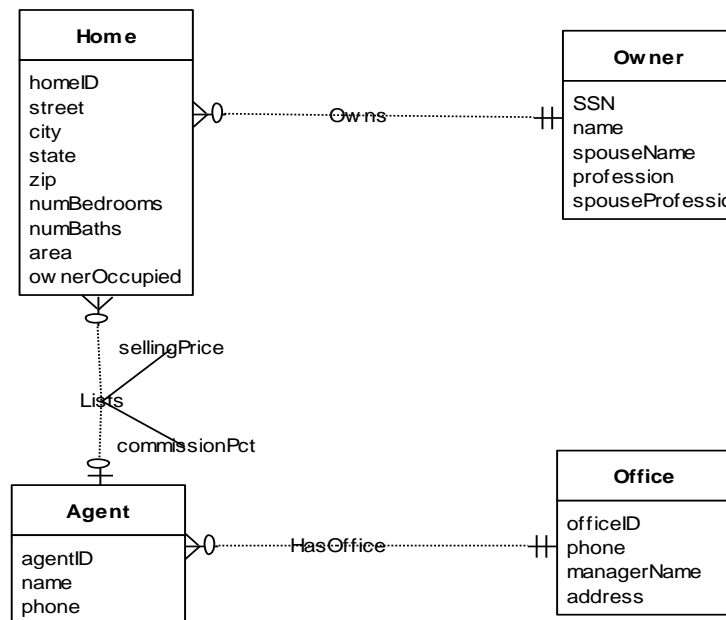 Home
homeID
street
city
state
zip
numBedrooms
numBaths
area
ownerOccupied
Owns
Owner
SSN
name
spouseName
profession
spouseProfessio
sellingPrice
Lists
commissionPct
Agent
agentID
name
phone
HasOffice
Office
officeID
phone
managerName
address